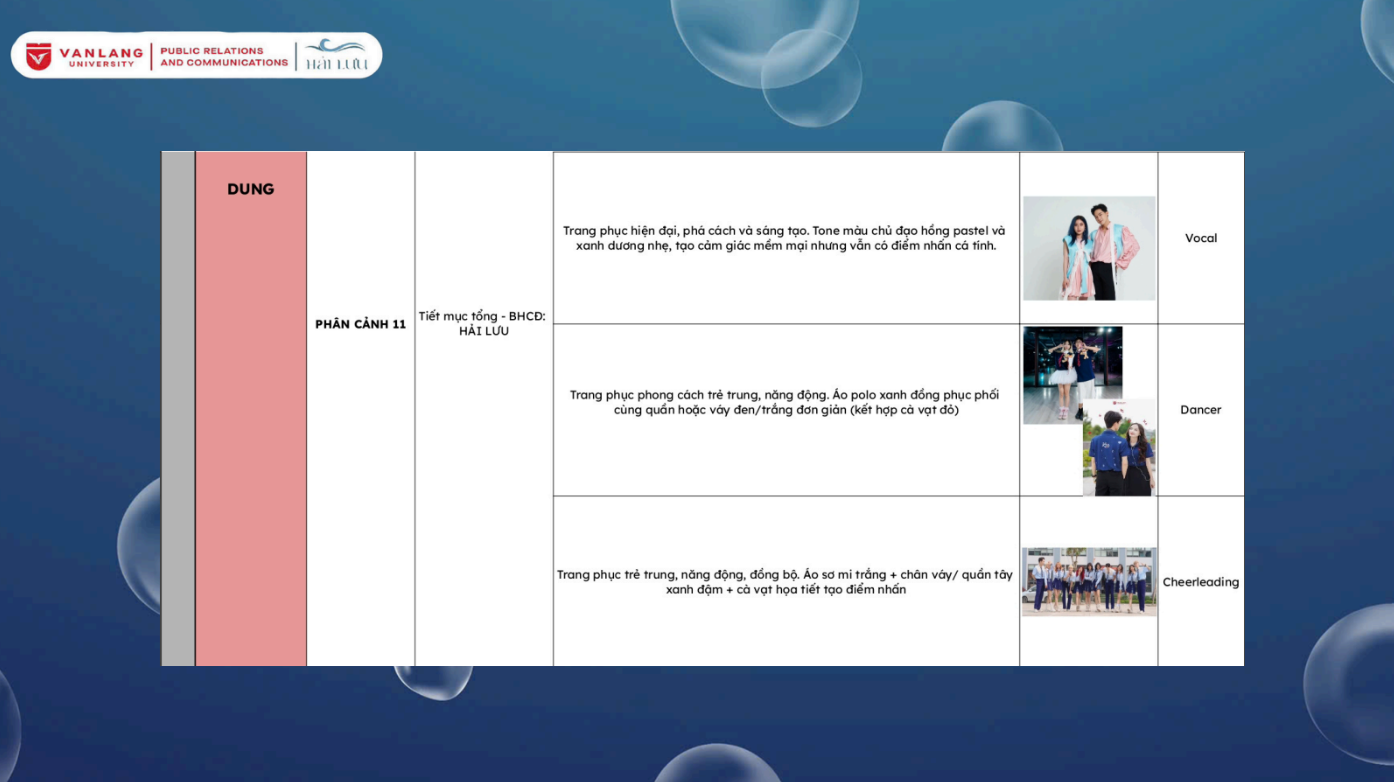 VANLANG
UNIVERSITY
PUBLIC RELATIONS
AND COMMUNICATIONS
HẢI LƯU
DUNG
PHÂN CẢNH 11
Tiết mục tổng - BHCĐ:
HẢI LƯU
Trang phục hiện đại, phá cách và sáng tạo. Tone màu chủ đạo hồng pastel và
xanh dương nhẹ, tạo cảm giác mềm mại nhưng vẫn có điểm nhấn cá tính.
Vocal
Trang phục phong cách trẻ trung, năng động. Áo polo xanh đồng phục phối
cùng quần hoặc váy đen/trắng đơn giản (kết hợp cà vạt đỏ)
Dancer
Trang phục trẻ trung, năng động, đồng bộ. Áo sơ mi trắng + chân váy/ quần tây
xanh đậm + cà vạt họa tiết tạo điểm nhấn
Cheerleading